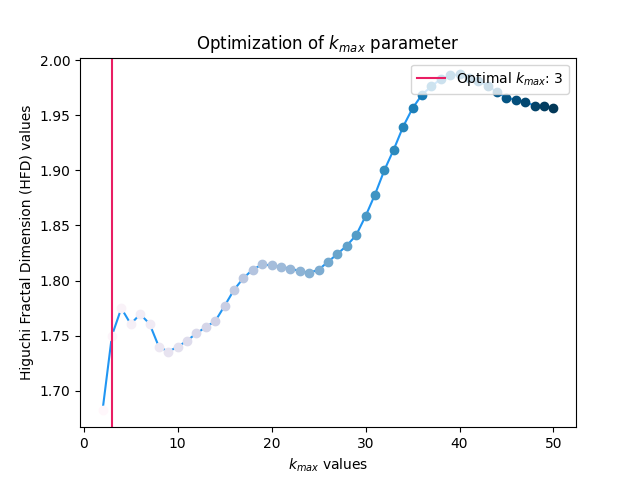 Optimization of $k_{max}$ parameter
Optimal $k_{max}$: 3
Higuchi Fractal Dimension (HFD) values
2.00
1.95
1.90
1.85
1.80
1.75
1.70
0 10 20 30 40 50
$k_{max}$ values